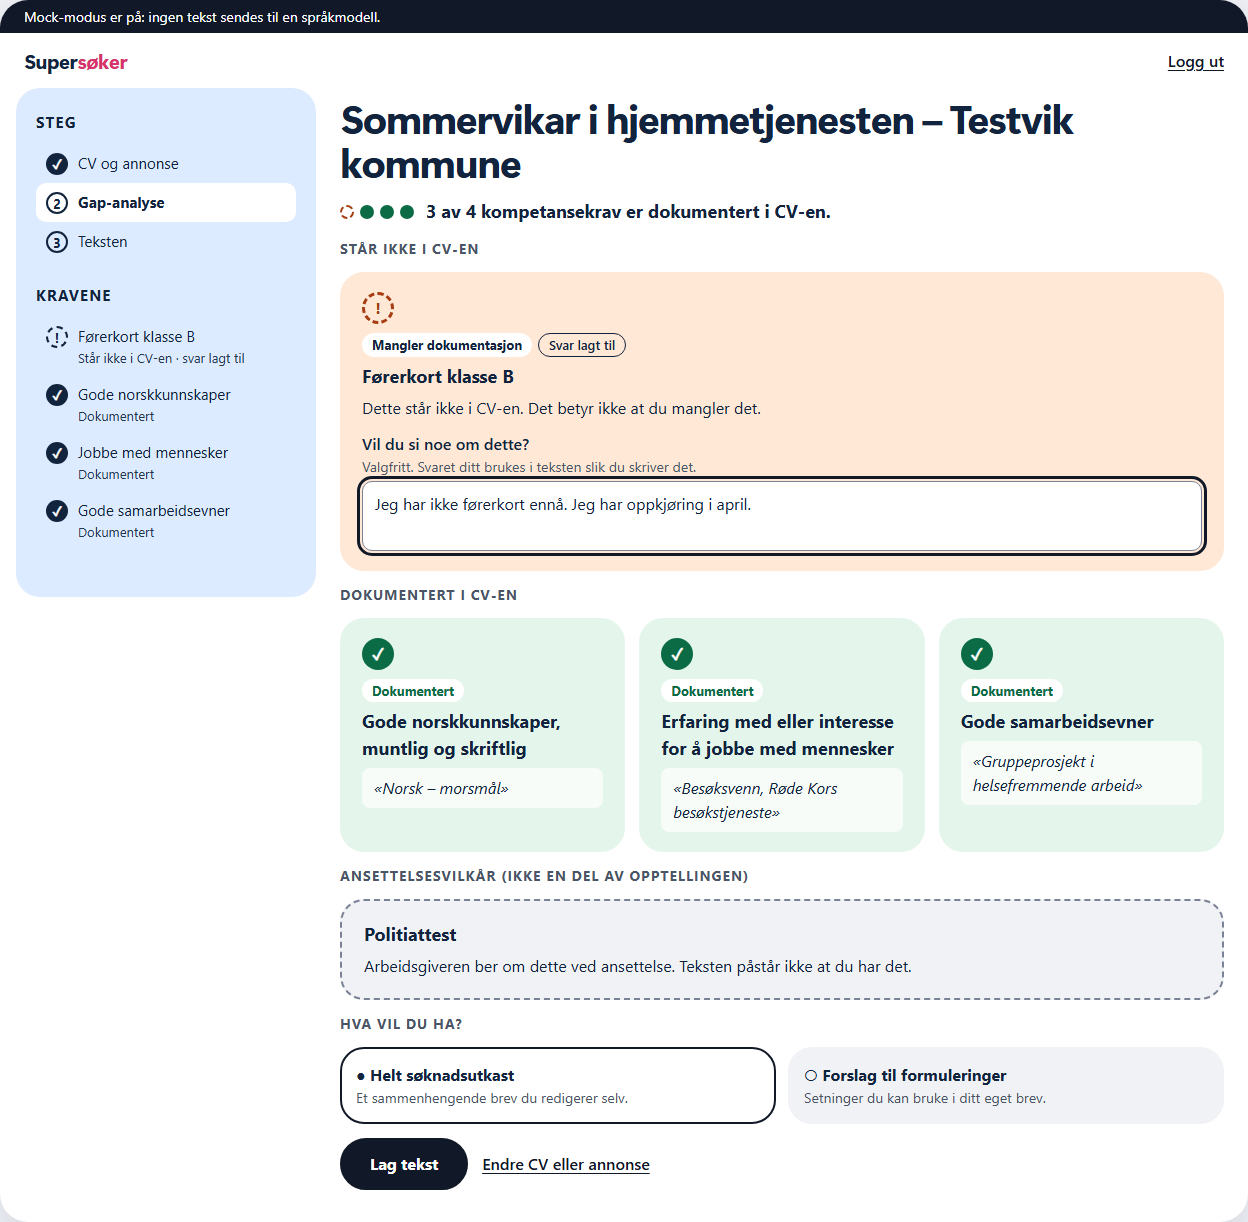 Mock-modus er på: ingen tekst sendes til en språkmodell.
Supersøker
Logg ut
STEG
CV og annonse
2 Gap-analyse
3 Teksten
KRAVENE
! Førerkort klasse B
Står ikke i CV-en · svar lagt til
Gode norskkunnskaper
Dokumentert
Jobbe med mennesker
Dokumentert
Gode samarbeidsevner
Dokumentert
Sommervikar i hjemmetjenesten – Testvik
kommune
3 av 4 kompetansekrav er dokumentert i CV-en.
STÅR IKKE I CV-EN
!
Mangler dokumentasjon
Svar lagt til
Førerkort klasse B
Dette står ikke i CV-en. Det betyr ikke at du mangler det.
Vil du si noe om dette?
Valgfritt. Svaret ditt brukes i teksten slik du skriver det.
Jeg har ikke førerkort ennå. Jeg har oppkjøring i april.
DOKUMENTERT I CV-EN
Dokumentert
Gode norskkunnskaper,
muntlig og skriftlig
«Norsk – morsmål»
Dokumentert
Erfaring med eller interesse
for å jobbe med mennesker
«Besøksvenn, Røde Kors
besøkstjeneste»
Dokumentert
Gode samarbeidsevner
«Gruppeprosjekt i
helsefremmende arbeid»
ANSETTELSESVILKÅR (IKKE EN DEL AV OPPTELLINGEN)
Politiattest
Arbeidsgiveren ber om dette ved ansettelse. Teksten påstår ikke at du har det.
HVA VIL DU HA?
Helt søknadsutkast
Et sammenhengende brev du redigerer selv.
Forslag til formuleringer
Setninger du kan bruke i ditt eget brev.
Lag tekst
Endre CV eller annonse